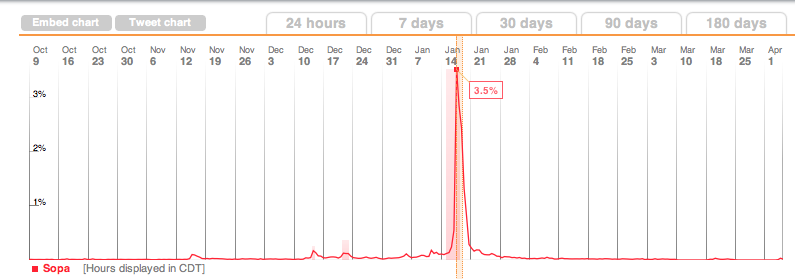 Embed chart Tweet chart 24 hours 7 days 30 days 90 days 180 days
Oct Oct Oct Oct Nov Nov Nov Nov Dec Dec Dec Dec Dec Jan Jan Jan Jan Feb Feb Feb Feb Mar Mar Mar Mar Apr
9 16 23 30 6 12 19 26 3 10 17 24 31 7 14 21 28 4 11 18 25 3 10 18 25 1
3.5%
3%
2%
1%
Sopa [Hours displayed in CDT]